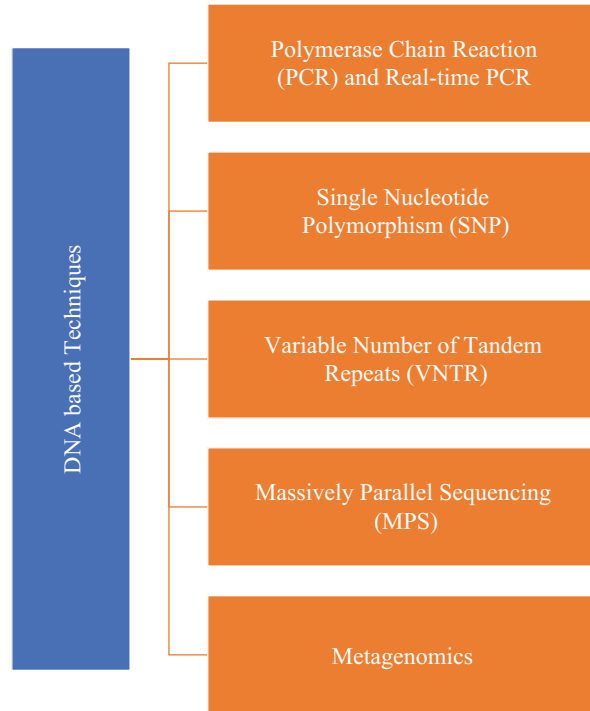 DNA based Techniques
Polymerase Chain Reaction
(PCR) and Real-time PCR
Single Nucleotide
Polymorphism (SNP)
Variable Number of Tandem
Repeats (VNTR)
Massively Parallel Sequencing
(MPS)
Metagenomics